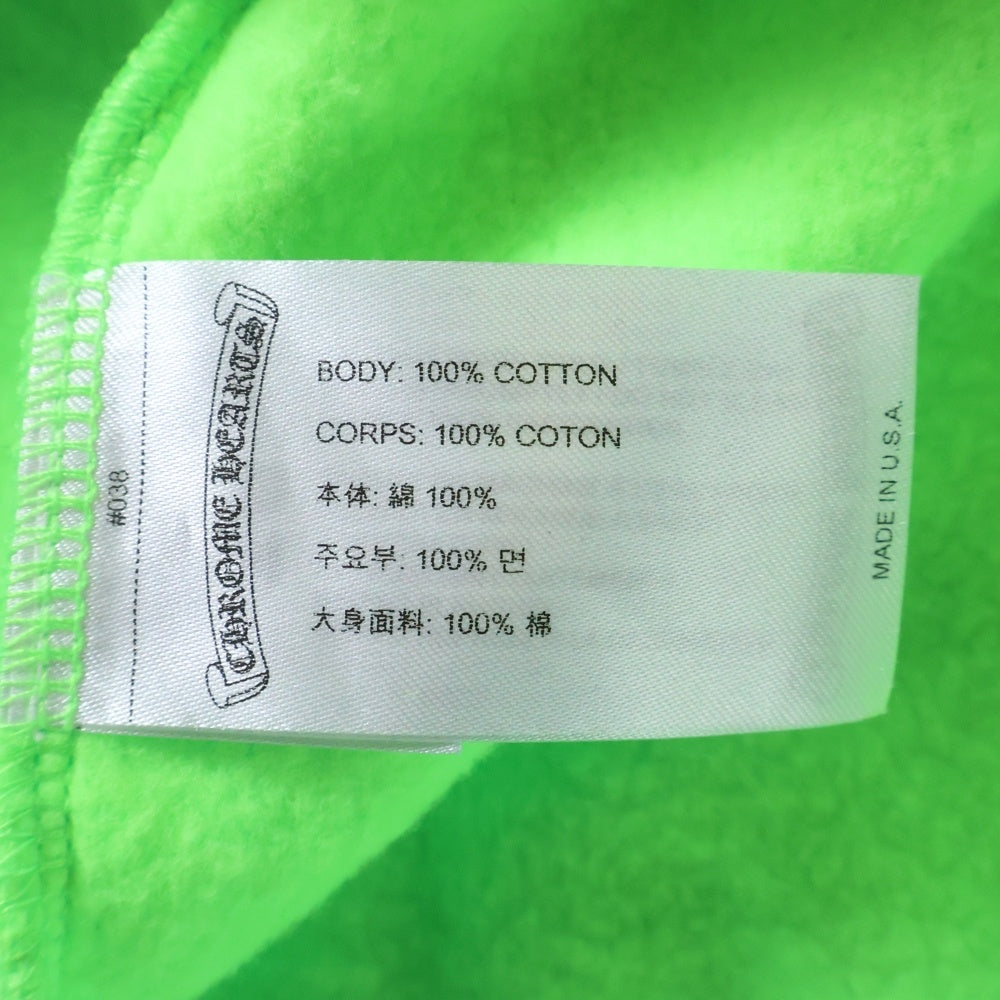 #038
CHROME HEARTS
BODY: 100% COTTON
CORPS: 100% COTON
本体: 綿 100%
주요부. 100% 면
大身面料: 100% 棉
MADE IN U.S.A.